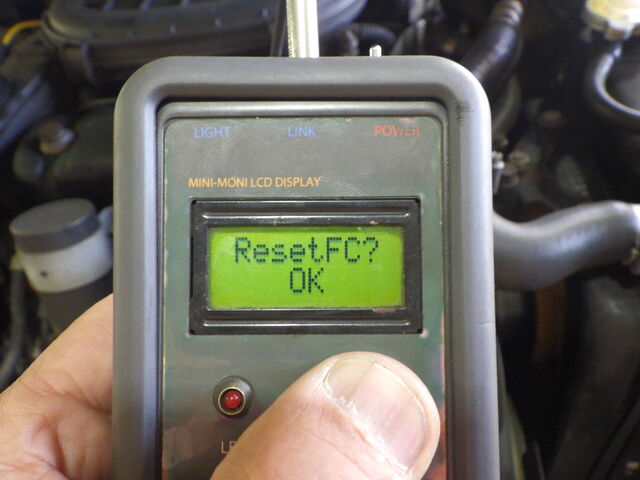 LIGHT LINK POWER
MINI-MONI LCD DISPLAY
ResetFC?
OK